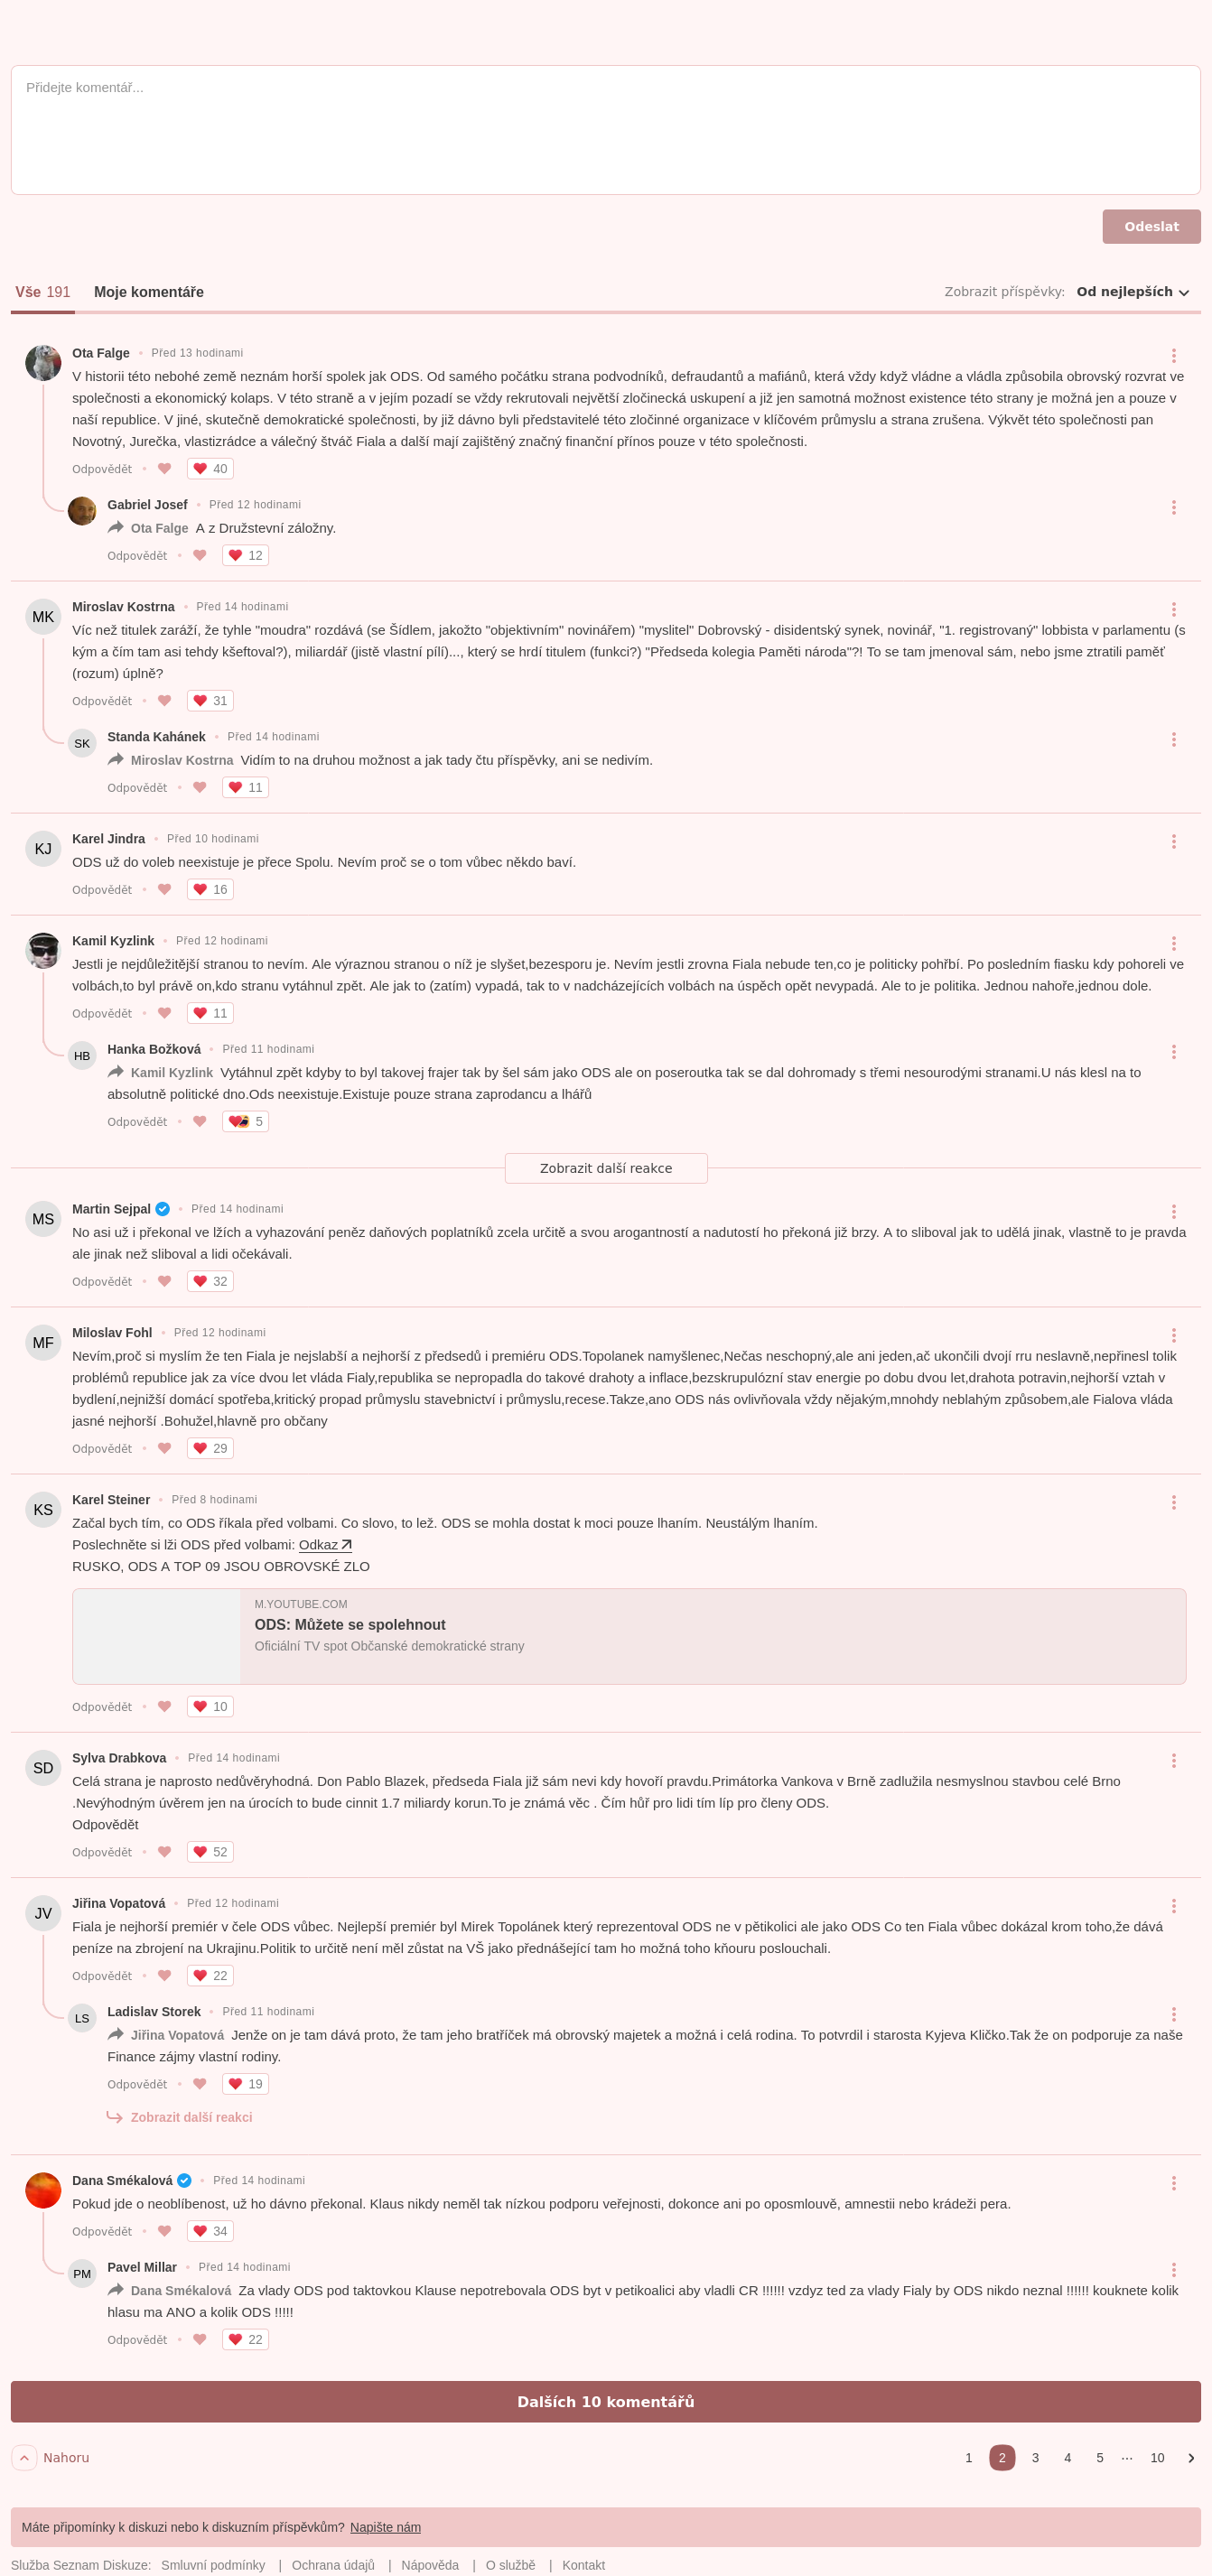 Přidejte komentář...
Odeslat
Vše 191 Moje komentáře Zobrazit příspěvky: Od nejlepších
Ota Falge • Před 13 hodinami
V historii této nebohé země neznám horší spolek jak ODS. Od samého počátku strana podvodníků, defraudantů a mafiánů, která vždy když vládne a vládla způsobila obrovský rozvrat ve
společnosti a ekonomický kolaps. V této straně a v jejím pozadí se vždy rekrutovali největší zločinecká uskupení a již jen samotná možnost existence této strany je možná jen a pouze v
naší republice. V jiné, skutečně demokratické společnosti, by již dávno byli představitelé této zločinné organizace v klíčovém průmyslu a strana zrušena. Výkvět této společnosti pan
Novotný, Jurečka, vlastizrádce a válečný štváč Fiala a další mají zajištěný značný finanční přínos pouze v této společnosti.
Odpovědět • 40
Gabriel Josef • Před 12 hodinami
Ota Falge A z Družstevní záložny.
Odpovědět • 12
MK
Miroslav Kostrna • Před 14 hodinami
Víc než titulek zaráží, že tyhle "moudra" rozdává (se Šídlem, jakožto "objektivním" novinářem) "myslitel" Dobrovský - disidentský synek, novinář, "1. registrovaný" lobbista v parlamentu (s
kým a čím tam asi tehdy kšeftoval?), miliardář (jistě vlastní pílí)..., který se hrdí titulem (funkci?) "Předseda kolegia Paměti národa"?! To se tam jmenoval sám, nebo jsme ztratili paměť
(rozum) úplně?
Odpovědět • 31
SK
Standa Kahánek • Před 14 hodinami
Miroslav Kostrna Vidím to na druhou možnost a jak tady čtu příspěvky, ani se nedivím.
Odpovědět • 11
KJ
Karel Jindra • Před 10 hodinami
ODS už do voleb neexistuje je přece Spolu. Nevím proč se o tom vůbec někdo baví.
Odpovědět • 16
Kamil Kyzlink • Před 12 hodinami
Jestli je nejdůležitější stranou to nevím. Ale výraznou stranou o níž je slyšet,bezesporu je. Nevím jestli zrovna Fiala nebude ten,co je politicky pohřbí. Po posledním fiasku kdy pohoreli ve
volbách,to byl právě on,kdo stranu vytáhnul zpět. Ale jak to (zatím) vypadá, tak to v nadcházejících volbách na úspěch opět nevypadá. Ale to je politika. Jednou nahoře,jednou dole.
Odpovědět • 11
HB
Hanka Božková • Před 11 hodinami
Kamil Kyzlink Vytáhnul zpět kdyby to byl takovej frajer tak by šel sám jako ODS ale on poseroutka tak se dal dohromady s třemi nesourodými stranami.U nás klesl na to
absolutně politické dno.Ods neexistuje.Existuje pouze strana zaprodancu a lhářů
Odpovědět • 5
Zobrazit další reakce
MS
Martin Sejpal • Před 14 hodinami
No asi už i překonal ve lžích a vyhazování peněz daňových poplatníků zcela určitě a svou arogantností a nadutostí ho překoná již brzy. A to sliboval jak to udělá jinak, vlastně to je pravda
ale jinak než sliboval a lidi očekávali.
Odpovědět • 32
MF
Miloslav Fohl • Před 12 hodinami
Nevím,proč si myslím že ten Fiala je nejslabší a nejhorší z předsedů i premiéru ODS.Topolanek namyšlenec,Nečas neschopný,ale ani jeden,ač ukončili dvojí rru neslavně,nepřinesl tolik
problémů republice jak za více dvou let vláda Fialy,republika se nepropadla do takové drahoty a inflace,bezskrupulózní stav energie po dobu dvou let,drahota potravin,nejhorší vztah v
bydlení,nejnižší domácí spotřeba,kritický propad průmyslu stavebnictví i průmyslu,recese.Takze,ano ODS nás ovlivňovala vždy nějakým,mnohdy neblahým způsobem,ale Fialova vláda
jasné nejhorší .Bohužel,hlavně pro občany
Odpovědět • 29
KS
Karel Steiner • Před 8 hodinami
Začal bych tím, co ODS říkala před volbami. Co slovo, to lež. ODS se mohla dostat k moci pouze lhaním. Neustálým lhaním.
Poslechněte si lži ODS před volbami: Odkaz
RUSKO, ODS A TOP 09 JSOU OBROVSKÉ ZLO
M.YOUTUBE.COM
ODS: Můžete se spolehnout
Oficiální TV spot Občanské demokratické strany
Odpovědět • 10
SD
Sylva Drabkova • Před 14 hodinami
Celá strana je naprosto nedůvěryhodná. Don Pablo Blazek, předseda Fiala již sám nevi kdy hovoří pravdu.Primátorka Vankova v Brně zadlužila nesmyslnou stavbou celé Brno
.Nevýhodným úvěrem jen na úrocích to bude cinnit 1.7 miliardy korun.To je známá věc . Čím hůř pro lidi tím líp pro členy ODS.
Odpovědět
Odpovědět • 52
JV
Jiřina Vopatová • Před 12 hodinami
Fiala je nejhorší premiér v čele ODS vůbec. Nejlepší premiér byl Mirek Topolánek který reprezentoval ODS ne v pětikolici ale jako ODS Co ten Fiala vůbec dokázal krom toho,že dává
peníze na zbrojení na Ukrajinu.Politik to určitě není měl zůstat na VŠ jako přednášející tam ho možná toho kňouru poslouchali.
Odpovědět • 22
LS
Ladislav Storek • Před 11 hodinami
Jiřina Vopatová Jenže on je tam dává proto, že tam jeho bratříček má obrovský majetek a možná i celá rodina. To potvrdil i starosta Kyjeva Kličko.Tak že on podporuje za naše
Finance zájmy vlastní rodiny.
Odpovědět • 19
Zobrazit další reakci
Dana Smékalová • Před 14 hodinami
Pokud jde o neoblíbenost, už ho dávno překonal. Klaus nikdy neměl tak nízkou podporu veřejnosti, dokonce ani po oposmlouvě, amnestii nebo krádeži pera.
Odpovědět • 34
PM
Pavel Millar • Před 14 hodinami
Dana Smékalová Za vlady ODS pod taktovkou Klause nepotrebovala ODS byt v petikoalici aby vladli CR !!!!!! vzdyz ted za vlady Fialy by ODS nikdo neznal !!!!!! kouknete kolik
hlasu ma ANO a kolik ODS !!!!!
Odpovědět • 22
Dalších 10 komentářů
Nahoru 1 2 3 4 5 ··· 10
Máte připomínky k diskuzi nebo k diskuzním příspěvkům? Napište nám
Služba Seznam Diskuze: Smluvní podmínky | Ochrana údajů | Nápověda | O službě | Kontakt